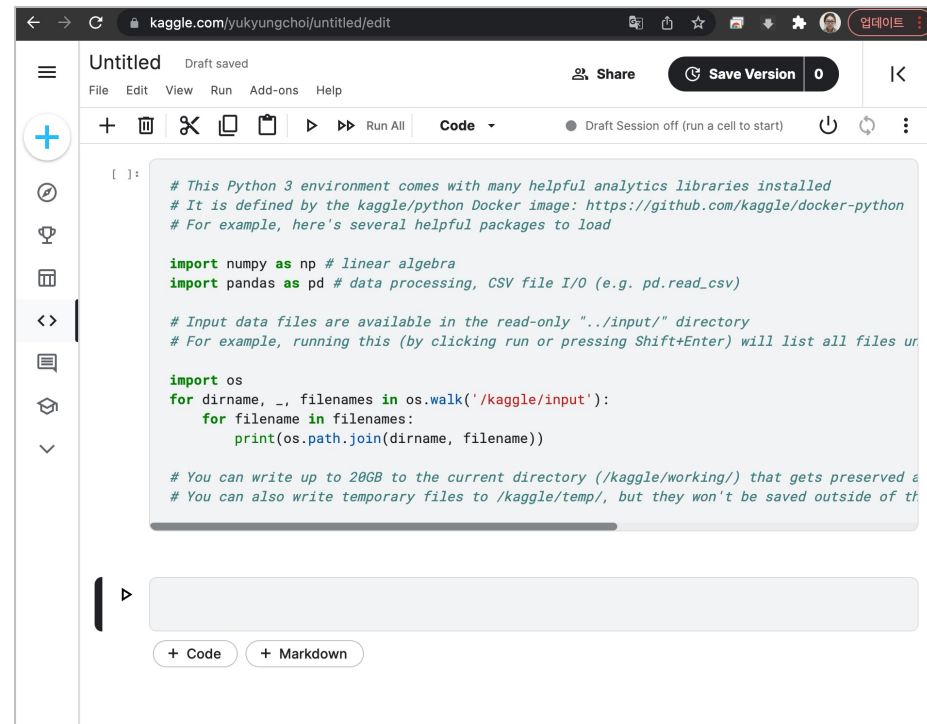 kaggle.com/yukyungchoi/untitled/edit
업데이트
Untitled Draft saved
File Edit View Run Add-ons Help
Share
Save Version 0
Run All
Code
Draft Session off (run a cell to start)
[ ]:
# This Python 3 environment comes with many helpful analytics libraries installed
# It is defined by the kaggle/python Docker image: https://github.com/kaggle/docker-python
# For example, here's several helpful packages to load
import numpy as np # linear algebra
import pandas as pd # data processing, CSV file I/O (e.g. pd.read_csv)
# Input data files are available in the read-only "../input/" directory
# For example, running this (by clicking run or pressing Shift+Enter) will list all files
import os
for dirname, _, filenames in os.walk('/kaggle/input'):
    for filename in filenames:
        print(os.path.join(dirname, filename))
# You can write up to 20GB to the current directory (/kaggle/working/) that gets preserved
# You can also write temporary files to /kaggle/temp/, but they won't be saved outside of
+ Code
+ Markdown